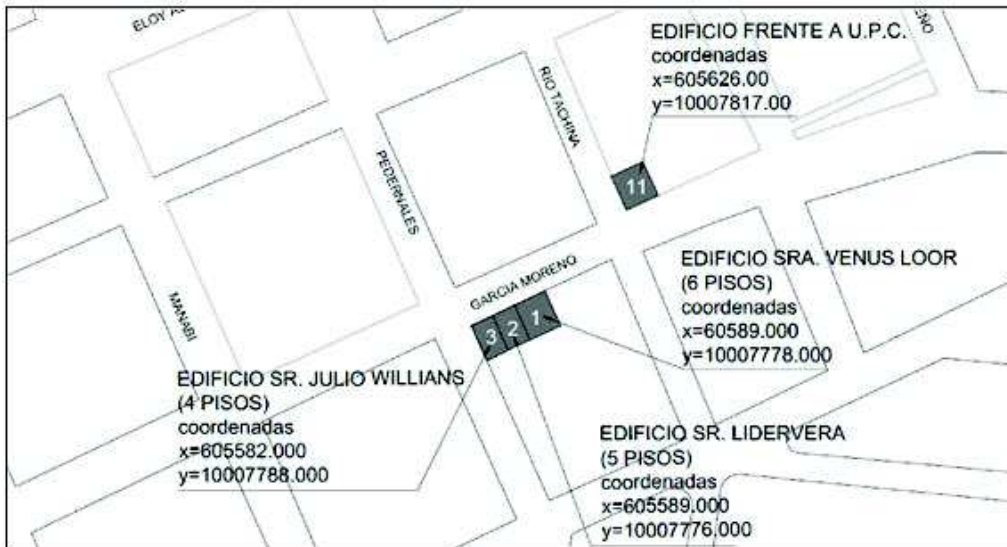 EDIFICIO FRENTE A U.P.C.
coordenadas
x=605626.00
y=10007817.00
RIO TACHINA
PEDERNALES
11
GARCIA MORENO
MANABI
EDIFICIO SRA. VENUS LOOR
(6 PISOS)
coordenadas
x=60589.000
y=10007778.000
3
2
1
EDIFICIO SR. JULIO WILLIANS
(4 PISOS)
coordenadas
x=605582.000
y=10007788.000
EDIFICIO SR. LIDERVERA
(5 PISOS)
coordenadas
x=605589.000
y=10007776.000
ELOY